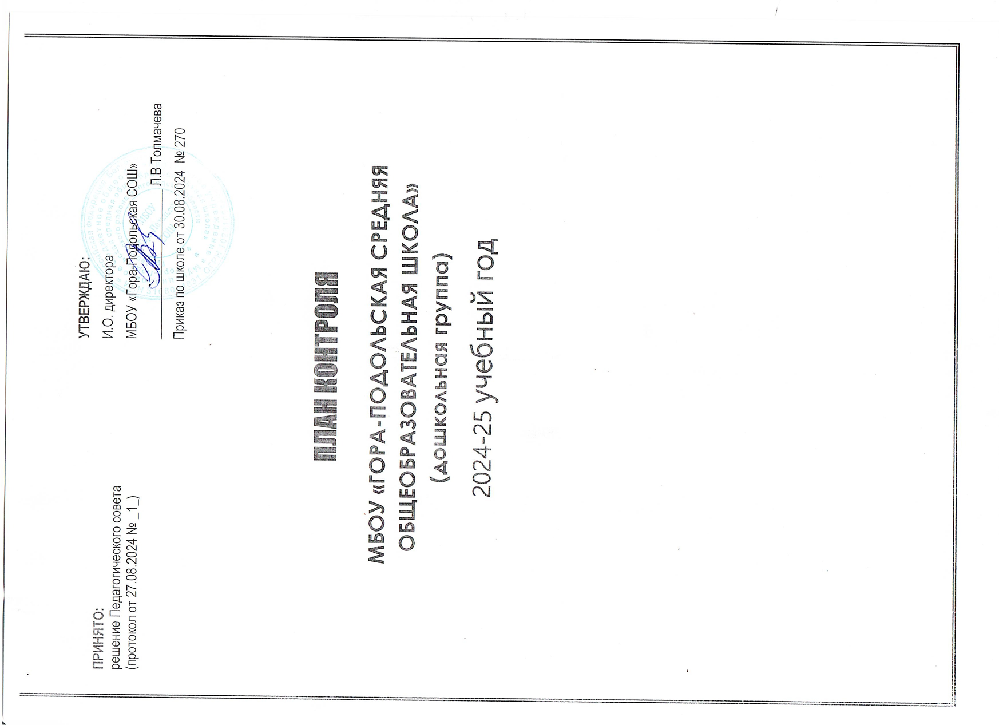 ПРИНЯТО:
решение Педагогического совета
(протокол от 27.08.2024 № _1_)
УТВЕРЖДАЮ:
И.О. директора
МБОУ «Гора-Подольская СОШ»
Л.В Толмачева
Приказ по школе от 30.08.2024 № 270
ПЛАН КОНТРОЛЯ
МБОУ «ГОРА-ПОДОЛЬСКАЯ СРЕДНЯЯ
ОБЩЕОБРАЗОВАТЕЛЬНАЯ ШКОЛА»
(дошкольная группа)
2024-25 учебный год